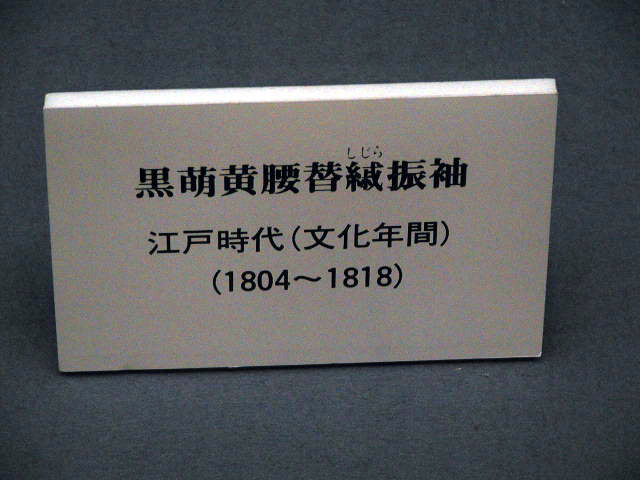 しじら
黒萌黄腰替縅振袖
江戸時代（文化年間）
（1804～1818）